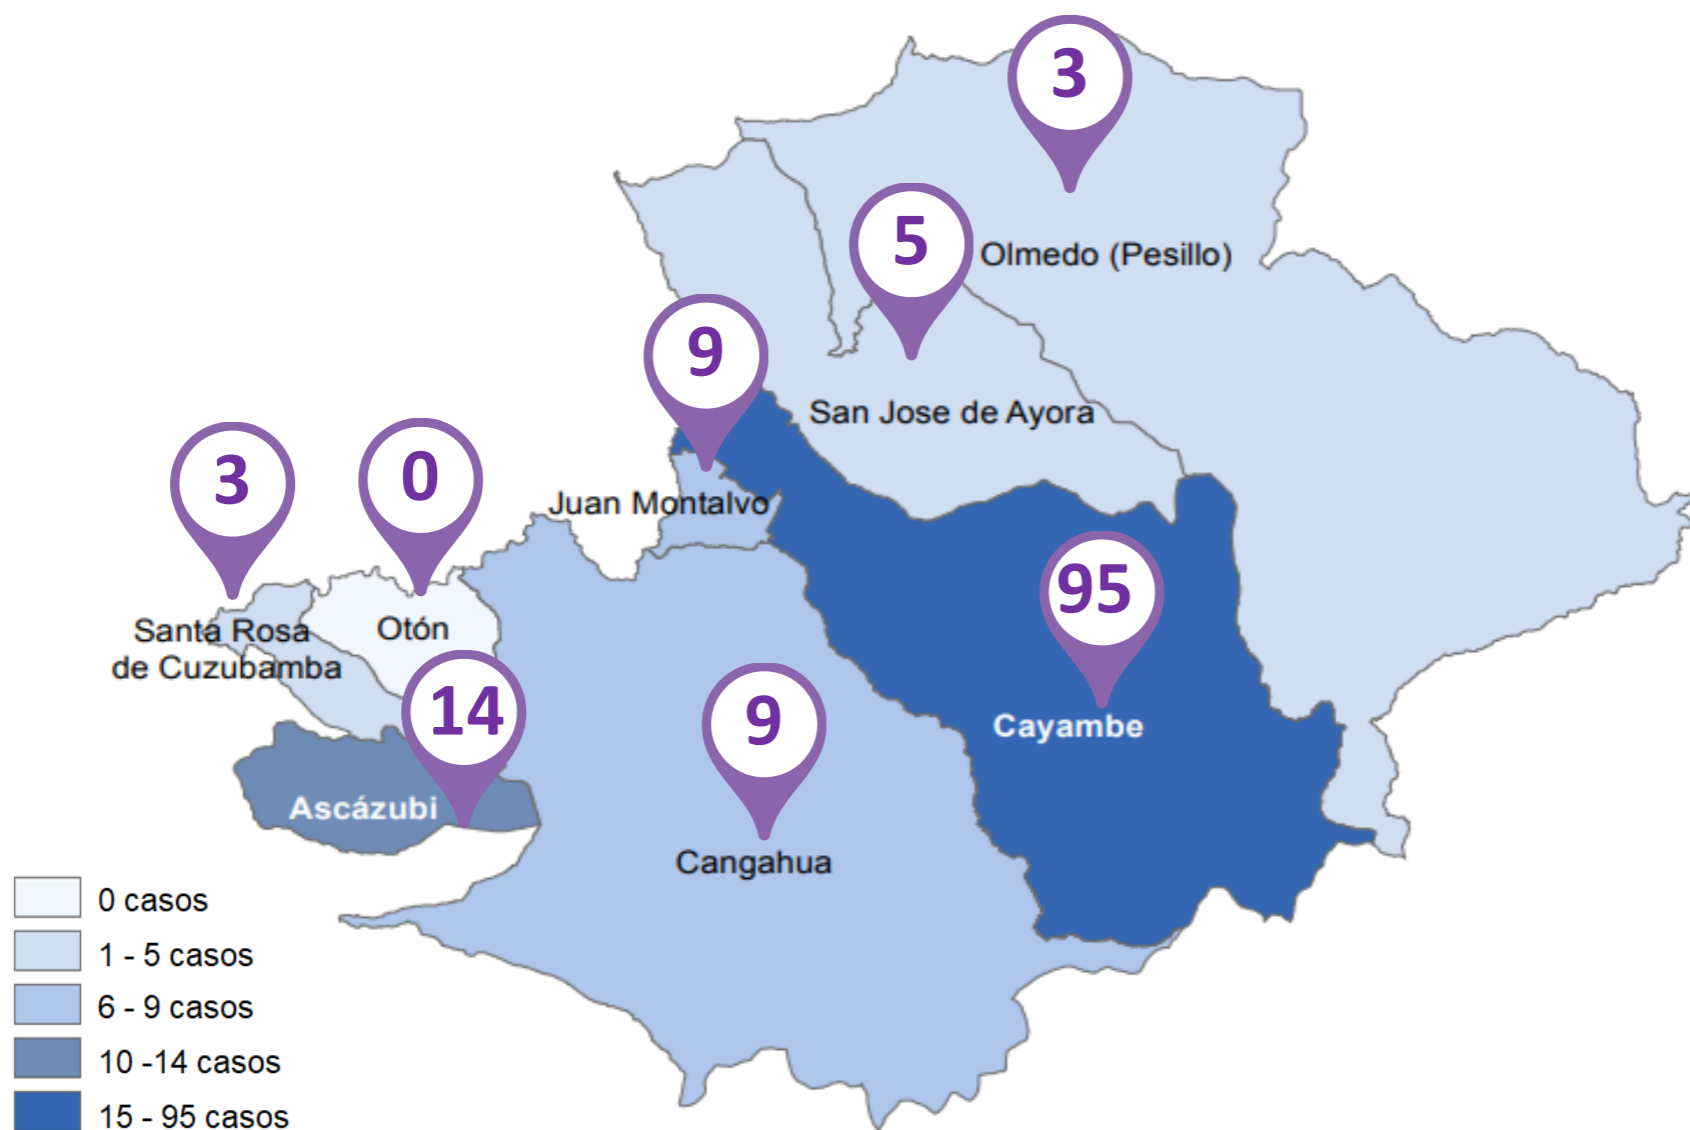 3
5
Olmedo (Pesillo)
9
San Jose de Ayora
3
0
Juan Montalvo
95
Santa Rosa
de Cuzubamba
Otón
14
9
Cayambe
Ascázubi
Cangahua
0 casos
1 - 5 casos
6 - 9 casos
10 -14 casos
15 - 95 casos